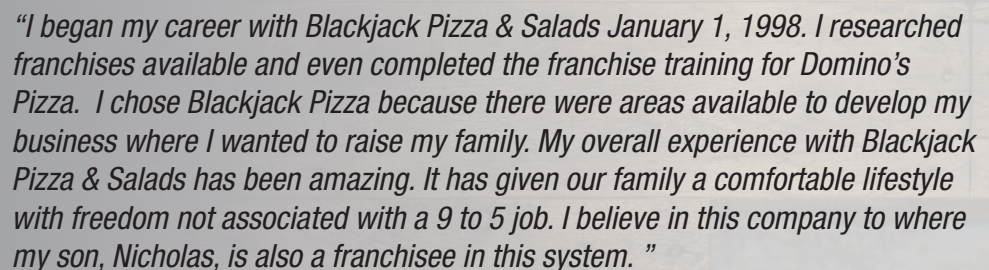 “I began my career with Blackjack Pizza & Salads January 1, 1998. I researched
franchises available and even completed the franchise training for Domino’s
Pizza.  I chose Blackjack Pizza because there were areas available to develop my
business where I wanted to raise my family. My overall experience with Blackjack
Pizza & Salads has been amazing. It has given our family a comfortable lifestyle
with freedom not associated with a 9 to 5 job. I believe in this company to where
my son, Nicholas, is also a franchisee in this system. ”